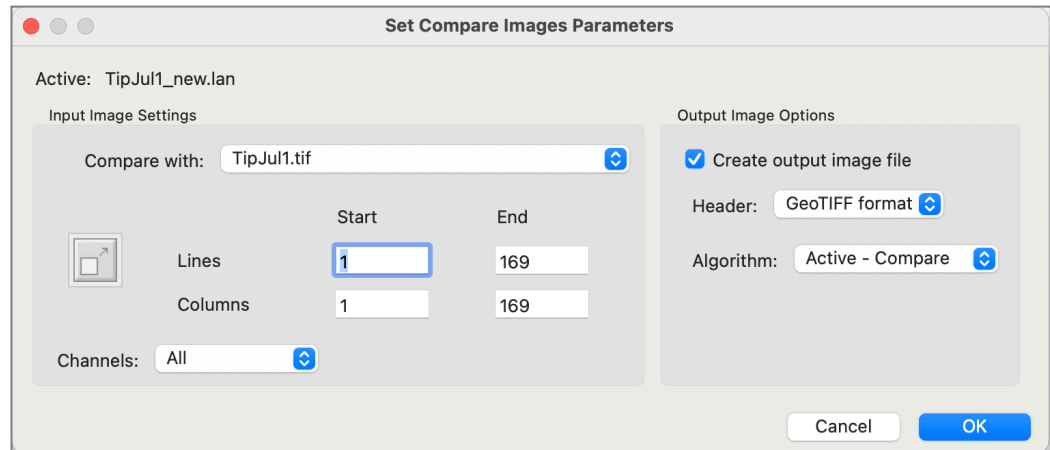 Set Compare Images Parameters
Active: TipJul1_new.lan
Input Image Settings
Compare with: TipJul1.tif
Start End
Lines 1 169
Columns 1 169
Channels: All
Output Image Options
Create output image file
Header: GeoTIFF format
Algorithm: Active - Compare
Cancel OK